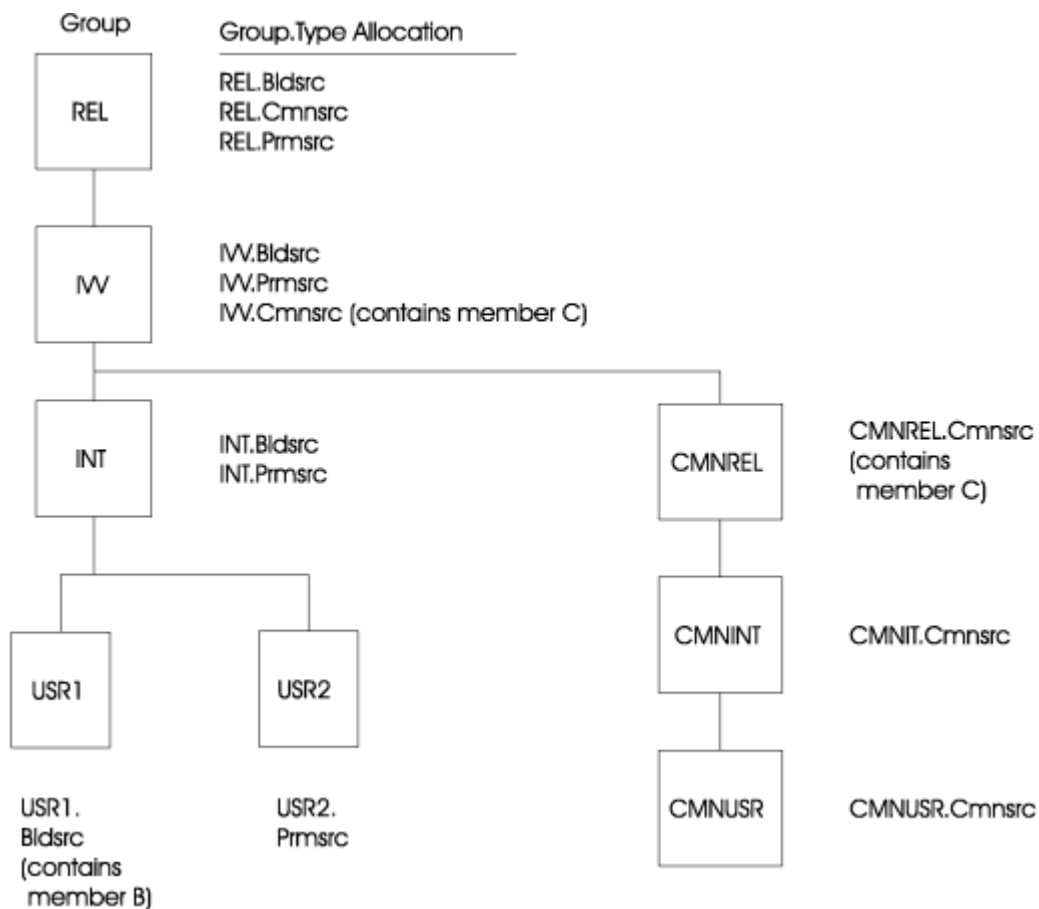 Group
Group.Type Allocation
REL
REL.Bldsrc
REL.Cmnsrc
REL.Prmsrc
IVV
IVV.Bldsrc
IVV.Prmsrc
IVV.Cmnsrc (contains member C)
INT
INT.Bldsrc
INT.Prmsrc
CMNREL
CMNREL.Cmnsrc
(contains
member C)
USR1
USR2
CMNINT
CMNIT.Cmnsrc
USR1.
Bldsrc
(contains
member B)
USR2.
Prmsrc
CMNUSR
CMNUSR.Cmnsrc